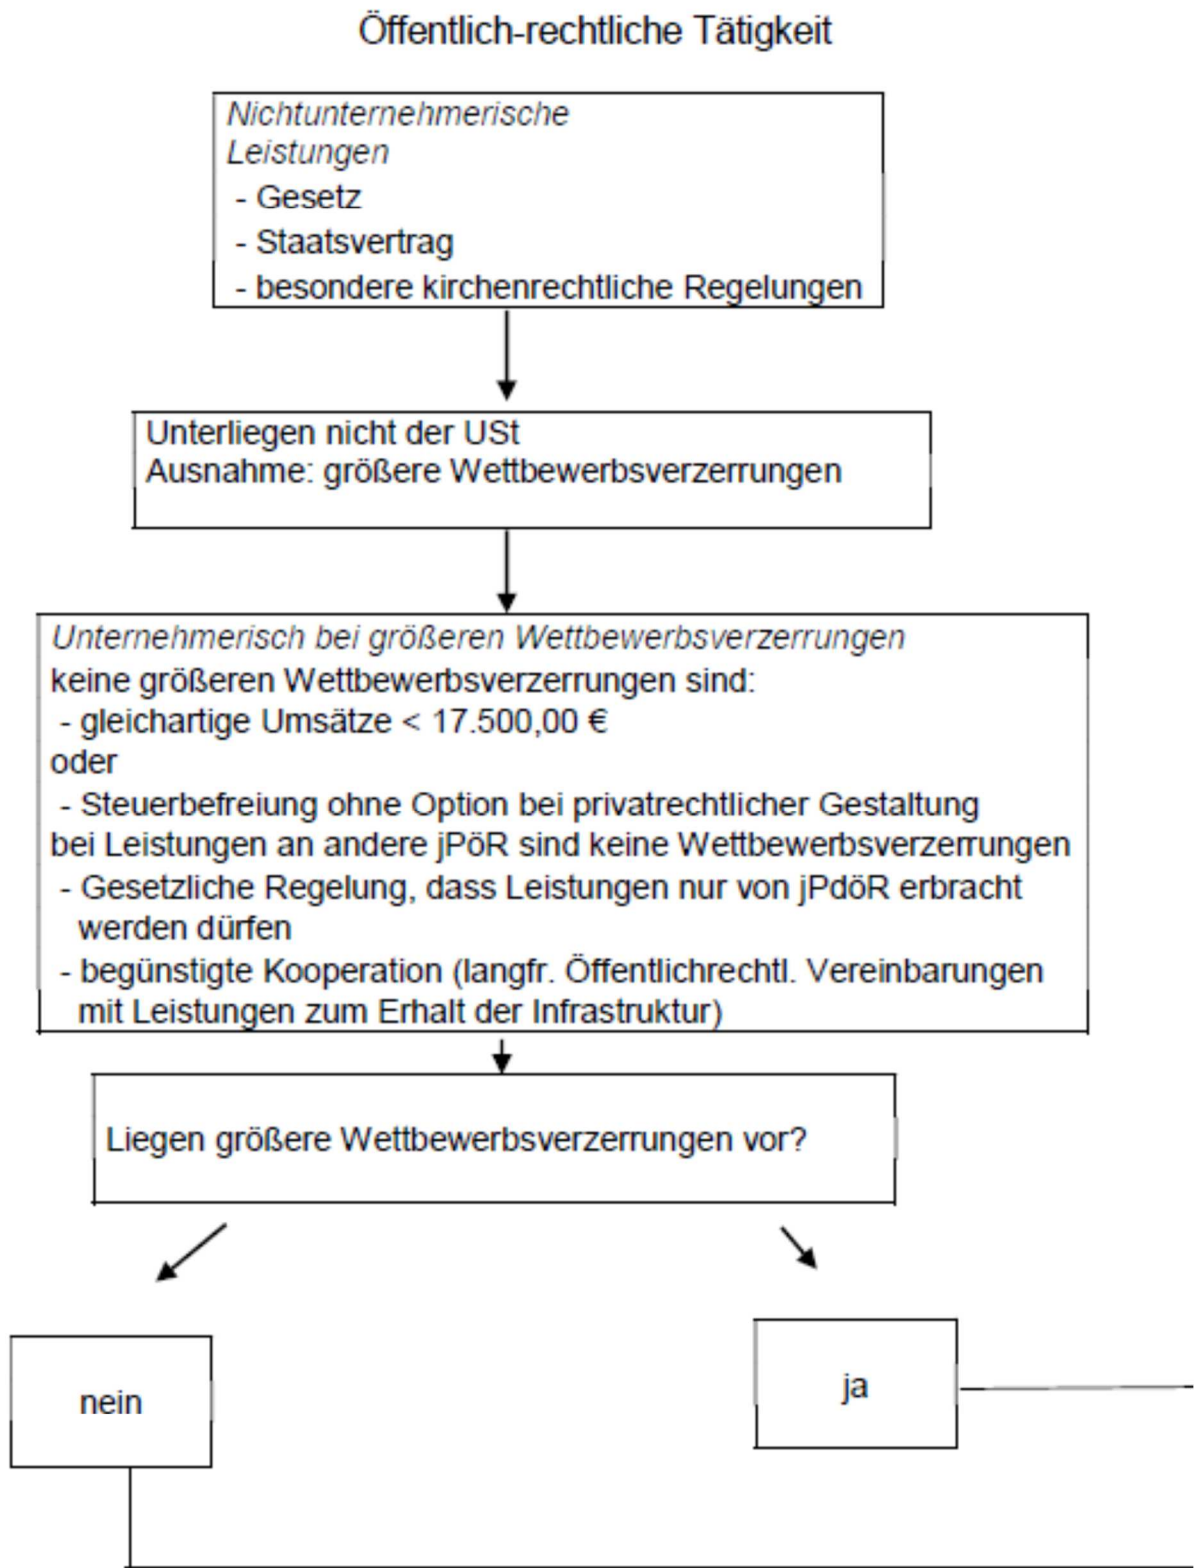 Öffentlich-rechtliche Tätigkeit
Nichtunternehmerische
Leistungen
- Gesetz
- Staatsvertrag
- besondere kirchenrechtliche Regelungen
Unterliegen nicht der USt
Ausnahme: größere Wettbewerbsverzerrungen
Unternehmerisch bei größeren Wettbewerbsverzerrungen
keine größeren Wettbewerbsverzerrungen sind:
- gleichartige Umsätze < 17.500,00 €
oder
- Steuerbefreiung ohne Option bei privatrechtlicher Gestaltung
bei Leistungen an andere jPöR sind keine Wettbewerbsverzerrungen
- Gesetzliche Regelung, dass Leistungen nur von jPdöR erbracht
werden dürfen
- begünstigte Kooperation (langfr. Öffentlichrechtl. Vereinbarungen
mit Leistungen zum Erhalt der Infrastruktur)
Liegen größere Wettbewerbsverzerrungen vor?
nein
ja